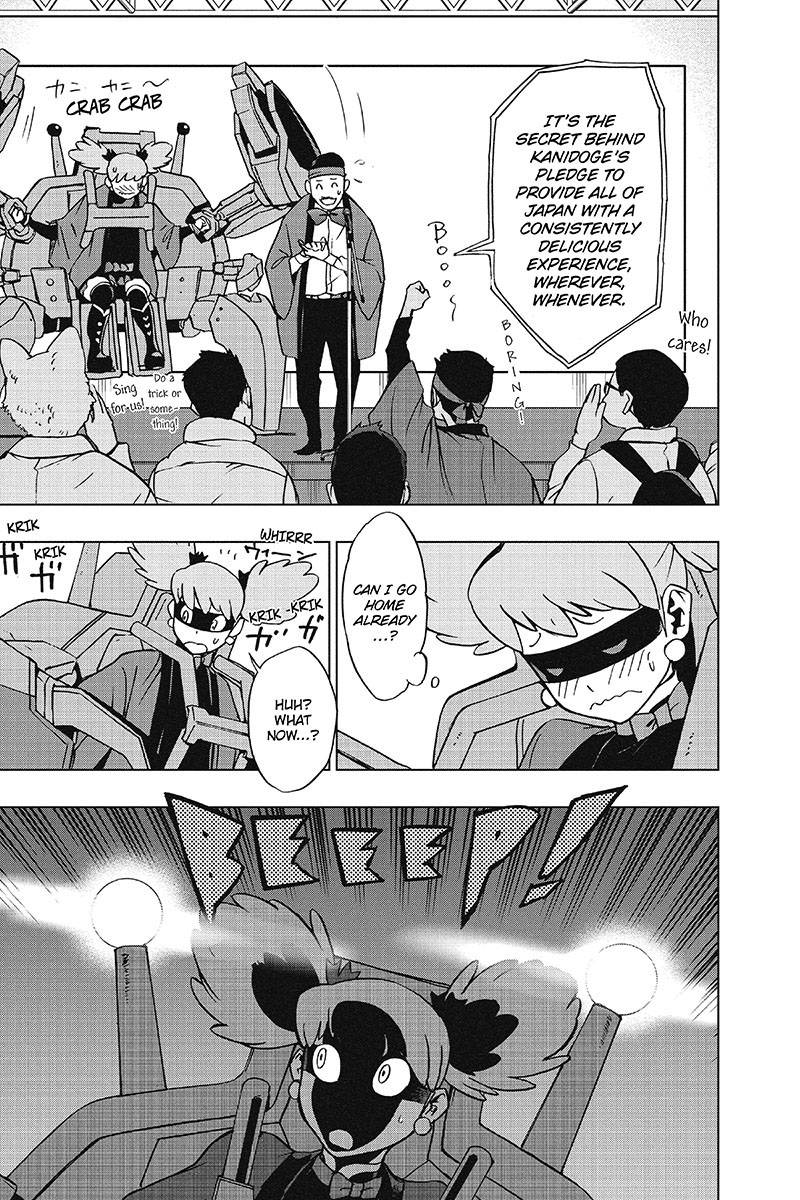 IT'S THE
SECRET BEHIND
KANIDOGE'S
PLEDGE TO
PROVIDE ALL OF
JAPAN WITH A
CONSISTENTLY
DELICIOUS
EXPERIENCE,
WHEREVER,
WHENEVER.
カニ カニ〜
CRAB CRAB
Booo〜
BORING!
Who
cares!
Do a
trick or
some-
thing!
Sing
for us!
CAN I GO
HOME
ALREADY
...?
WHIRRR
ウィーン
KRIK
ガ
KRIK
ガ
KRIK KRIK
ガ ガ
HUH?
WHAT
NOW...?
BEEEP!